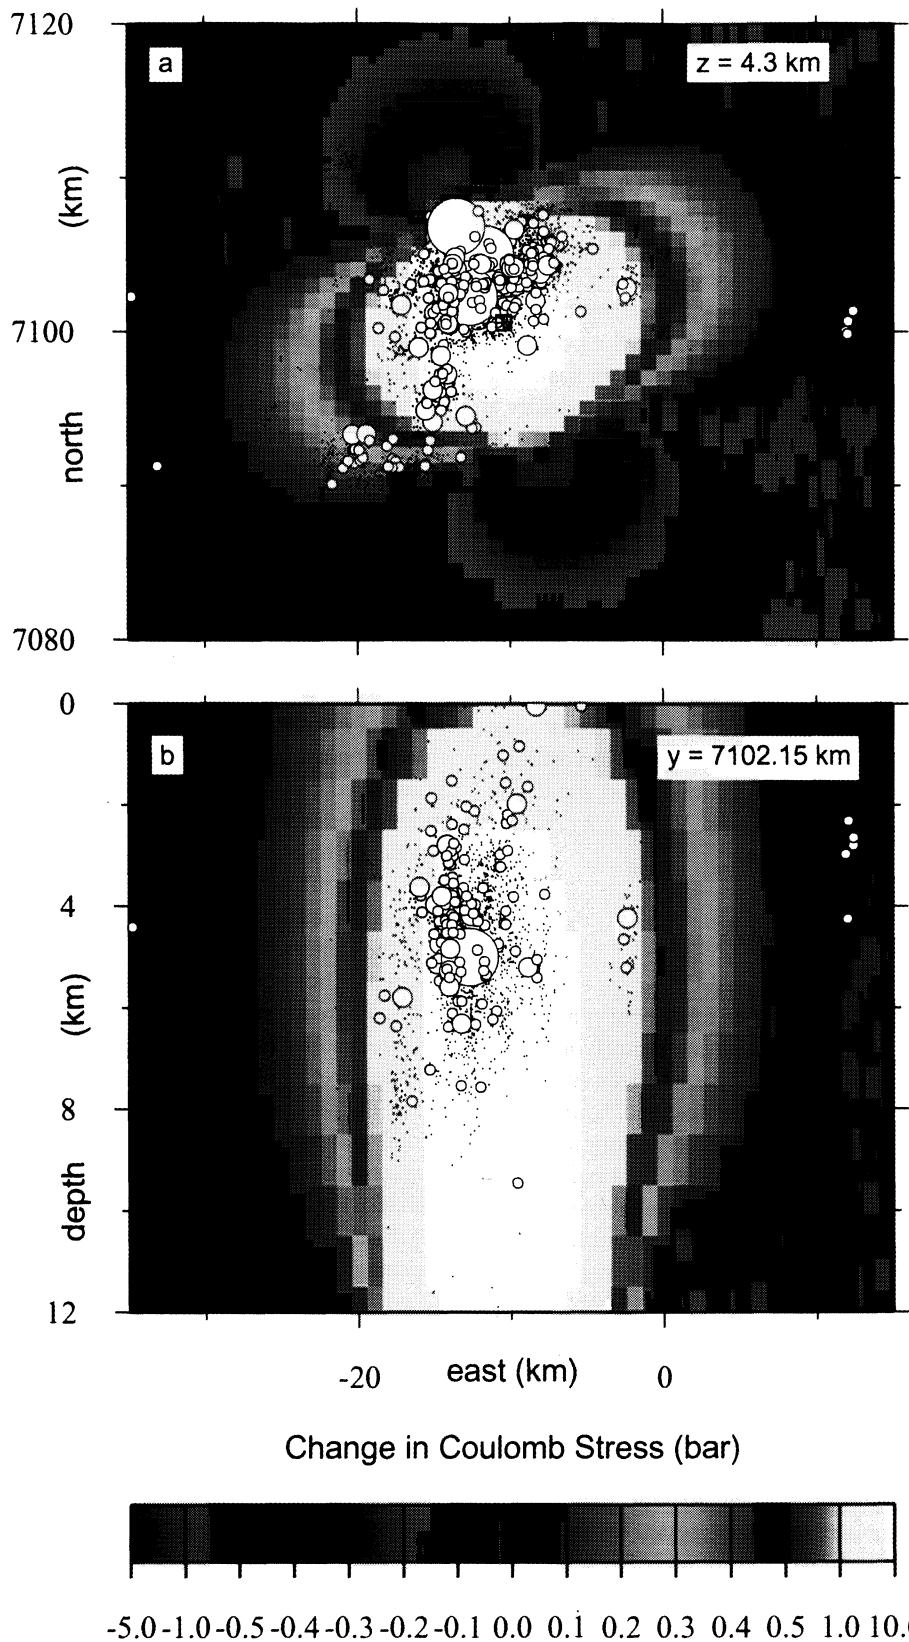 7120
a
z = 4.3 km
(km)
7100
north
7080
0
b
y = 7102.15 km
4
(km)
8
depth
12
-20 east (km) 0
Change in Coulomb Stress (bar)
-5.0 -1.0 -0.5 -0.4 -0.3 -0.2 -0.1 0.0 0.1 0.2 0.3 0.4 0.5 1.0 10.